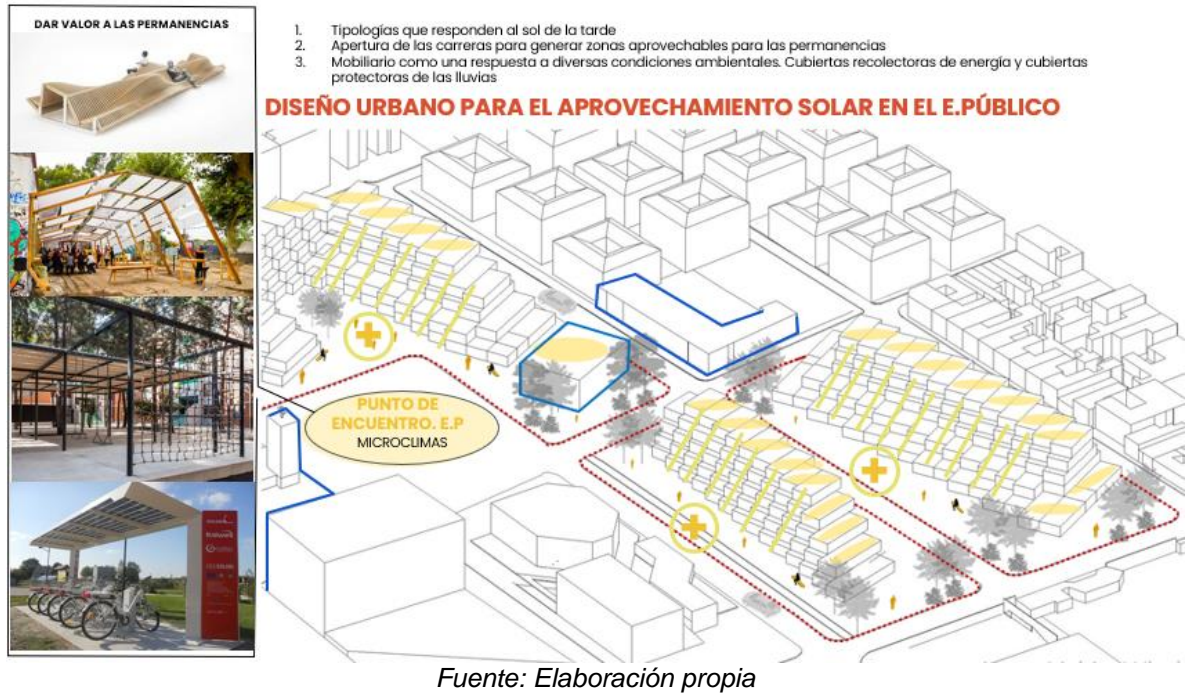 DAR VALOR A LAS PERMANENCIAS
1. Tipologías que responden al sol de la tarde
2. Apertura de las carreras para generar zonas aprovechables para las permanencias
3. Mobiliario como una respuesta a diversas condiciones ambientales. Cubiertas recolectoras de energía y cubiertas
protectoras de las lluvias
DISEÑO URBANO PARA EL APROVECHAMIENTO SOLAR EN EL E.PÚBLICO
PUNTO DE
ENCUENTRO. E.P
MICROCLIMAS
Fuente: Elaboración propia